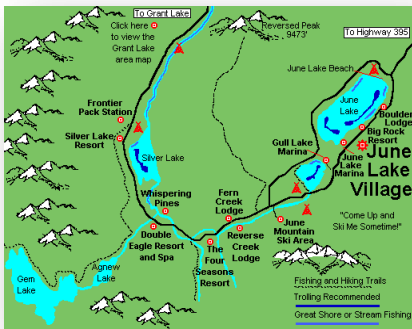 To Grant Lake
Click here
to view the
Grant Lake
area map
Reversed Peak
9473'
To Highway 395
June Lake Beach
June
Lake
Boulder
Lodge
Big Rock
Resort
Frontier
Pack Station
Silver Lake
Resort
Silver Lake
Gull Lake
Marina
June
Lake
Marina
June
Lake
Village
Whispering
Pines
Fern
Creek
Lodge
"Come Up and
Ski Me Sometime!"
Double
Eagle Resort
and Spa
The
Four
Seasons
Resort
Reverse
Creek Lodge
June
Mountain
Ski Area
Agnew
Lake
Gem
Lake
Fishing and Hiking Trails
Trolling Recommended
Great Shore or Stream Fishing